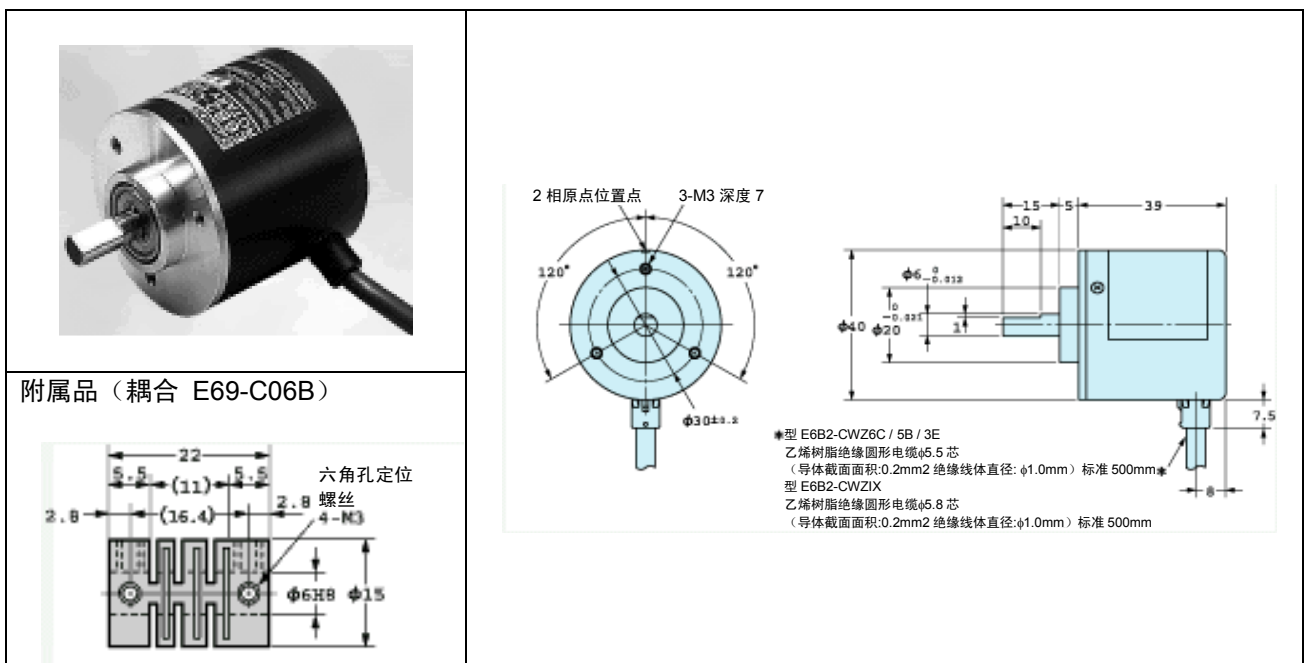 附属品（耦合 E69-C06B）
22
5.5
(11)
5.5
2.8
(16.4)
2.8
六角孔定位
螺丝
4-M3
ϕ6H8
ϕ15
2 相原点位置点
3-M3 深度 7
120°
120°
ϕ30±0.2
15
5
39
10
ϕ6 0 -0.012
ϕ40
ϕ20 0 -0.021
1
7.5
8
*型 E6B2-CWZ6C / 5B / 3E
乙烯树脂绝缘圆形电缆ϕ5.5 芯
（导体截面面积:0.2mm2 绝缘线体直径: ϕ1.0mm）标准 500mm*
型 E6B2-CWZIX
乙烯树脂绝缘圆形电缆ϕ5.8 芯
（导体截面面积:0.2mm2 绝缘线体直径:ϕ1.0mm）标准 500mm